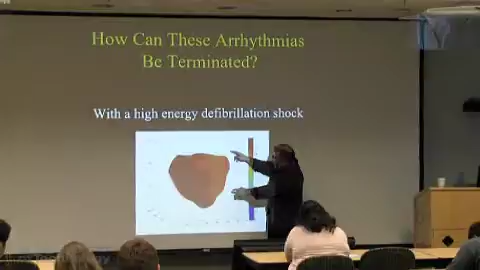 How Can These Arrhythmias
Be Terminated?
With a high energy defibrillation shock